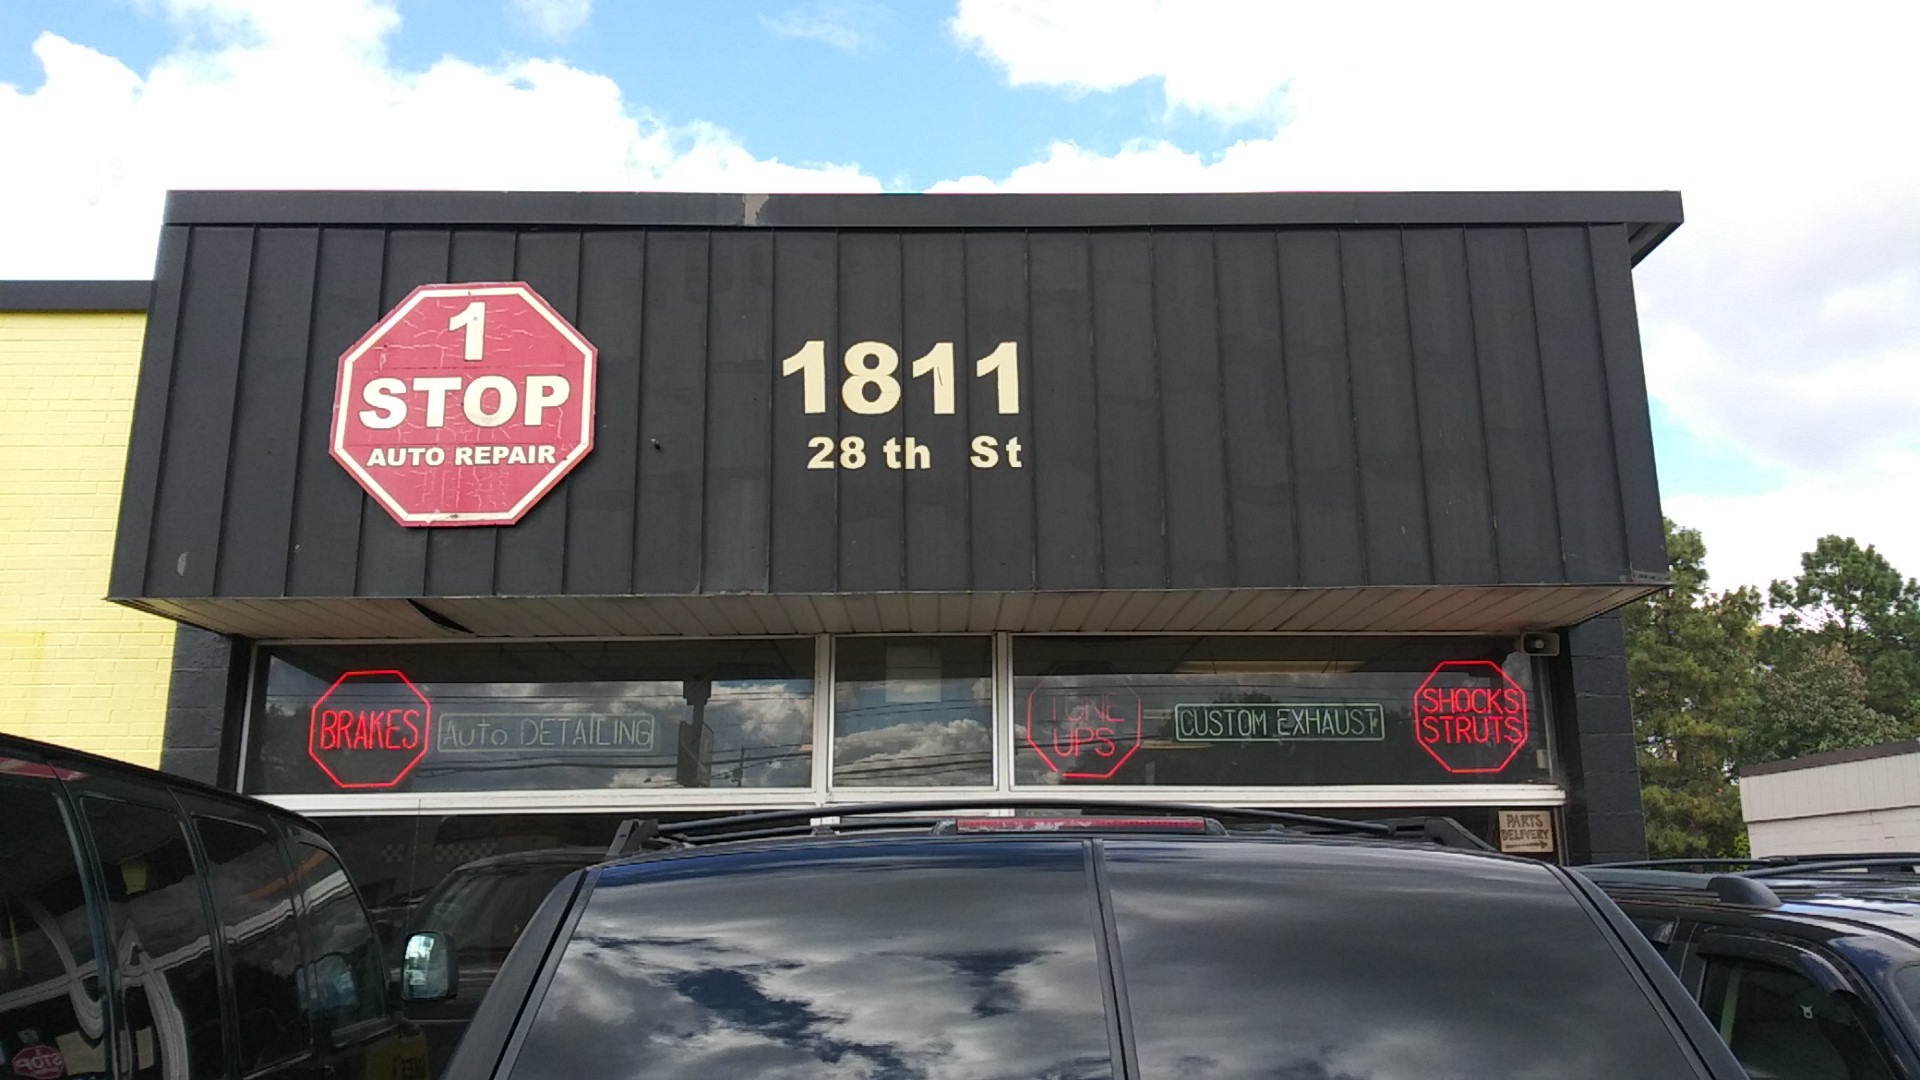 1
STOP
AUTO REPAIR
1811
28 th St
BRAKES
Auto DETAILING
TUNE
UPS
CUSTOM EXHAUST
SHOCKS
STRUTS
PARTS
DELIVERY